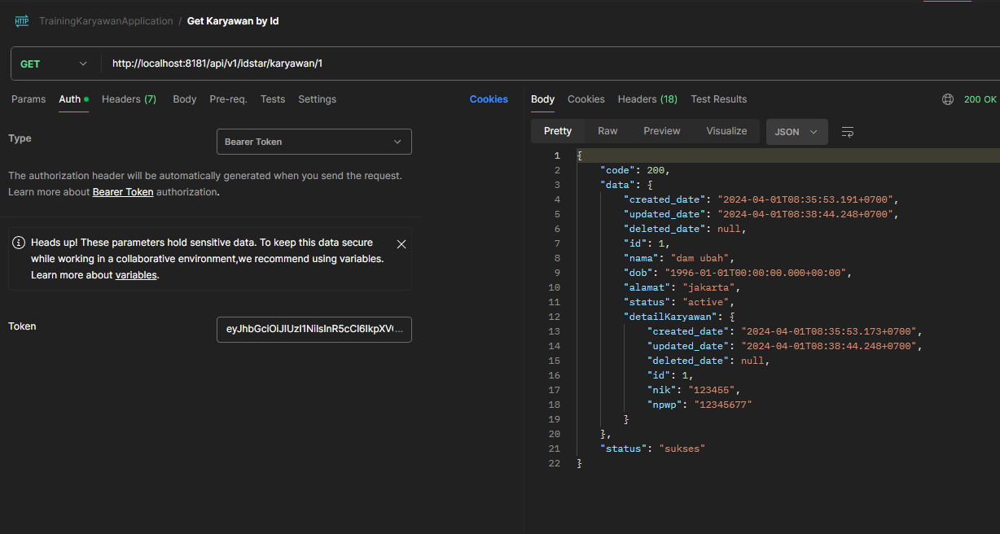 HTTP TrainingKaryawanApplication / Get Karyawan by Id
GET http://localhost:8181/api/v1/idstar/karyawan/1
Params Auth Headers (7) Body Pre-req. Tests Settings Cookies
Type Bearer Token
The authorization header will be automatically generated when you send the request.
Learn more about Bearer Token authorization.
Heads up! These parameters hold sensitive data. To keep this data secure
while working in a collaborative environment,we recommend using variables.
Learn more about variables.
Token
Body Cookies Headers (18) Test Results 200 OK
Pretty Raw Preview Visualize JSON
1 {
2 "code": 200,
3 "data": {
4 "created_date": "2024-04-01T08:35:53.191+0700",
5 "updated_date": "2024-04-01T08:38:44.248+0700",
6 "deleted_date": null,
7 "id": 1,
8 "nama": "dam ubah",
9 "dob": "1996-01-01T00:00:00.000+00:00",
10 "alamat": "jakarta",
11 "status": "active",
12 "detailKaryawan": {
13 "created_date": "2024-04-01T08:35:53.173+0700",
14 "updated_date": "2024-04-01T08:38:44.248+0700",
15 "deleted_date": null,
16 "id": 1,
17 "nik": "123455",
18 "npwp": "12345677"
19 }
20 },
21 "status": "sukses"
22 }